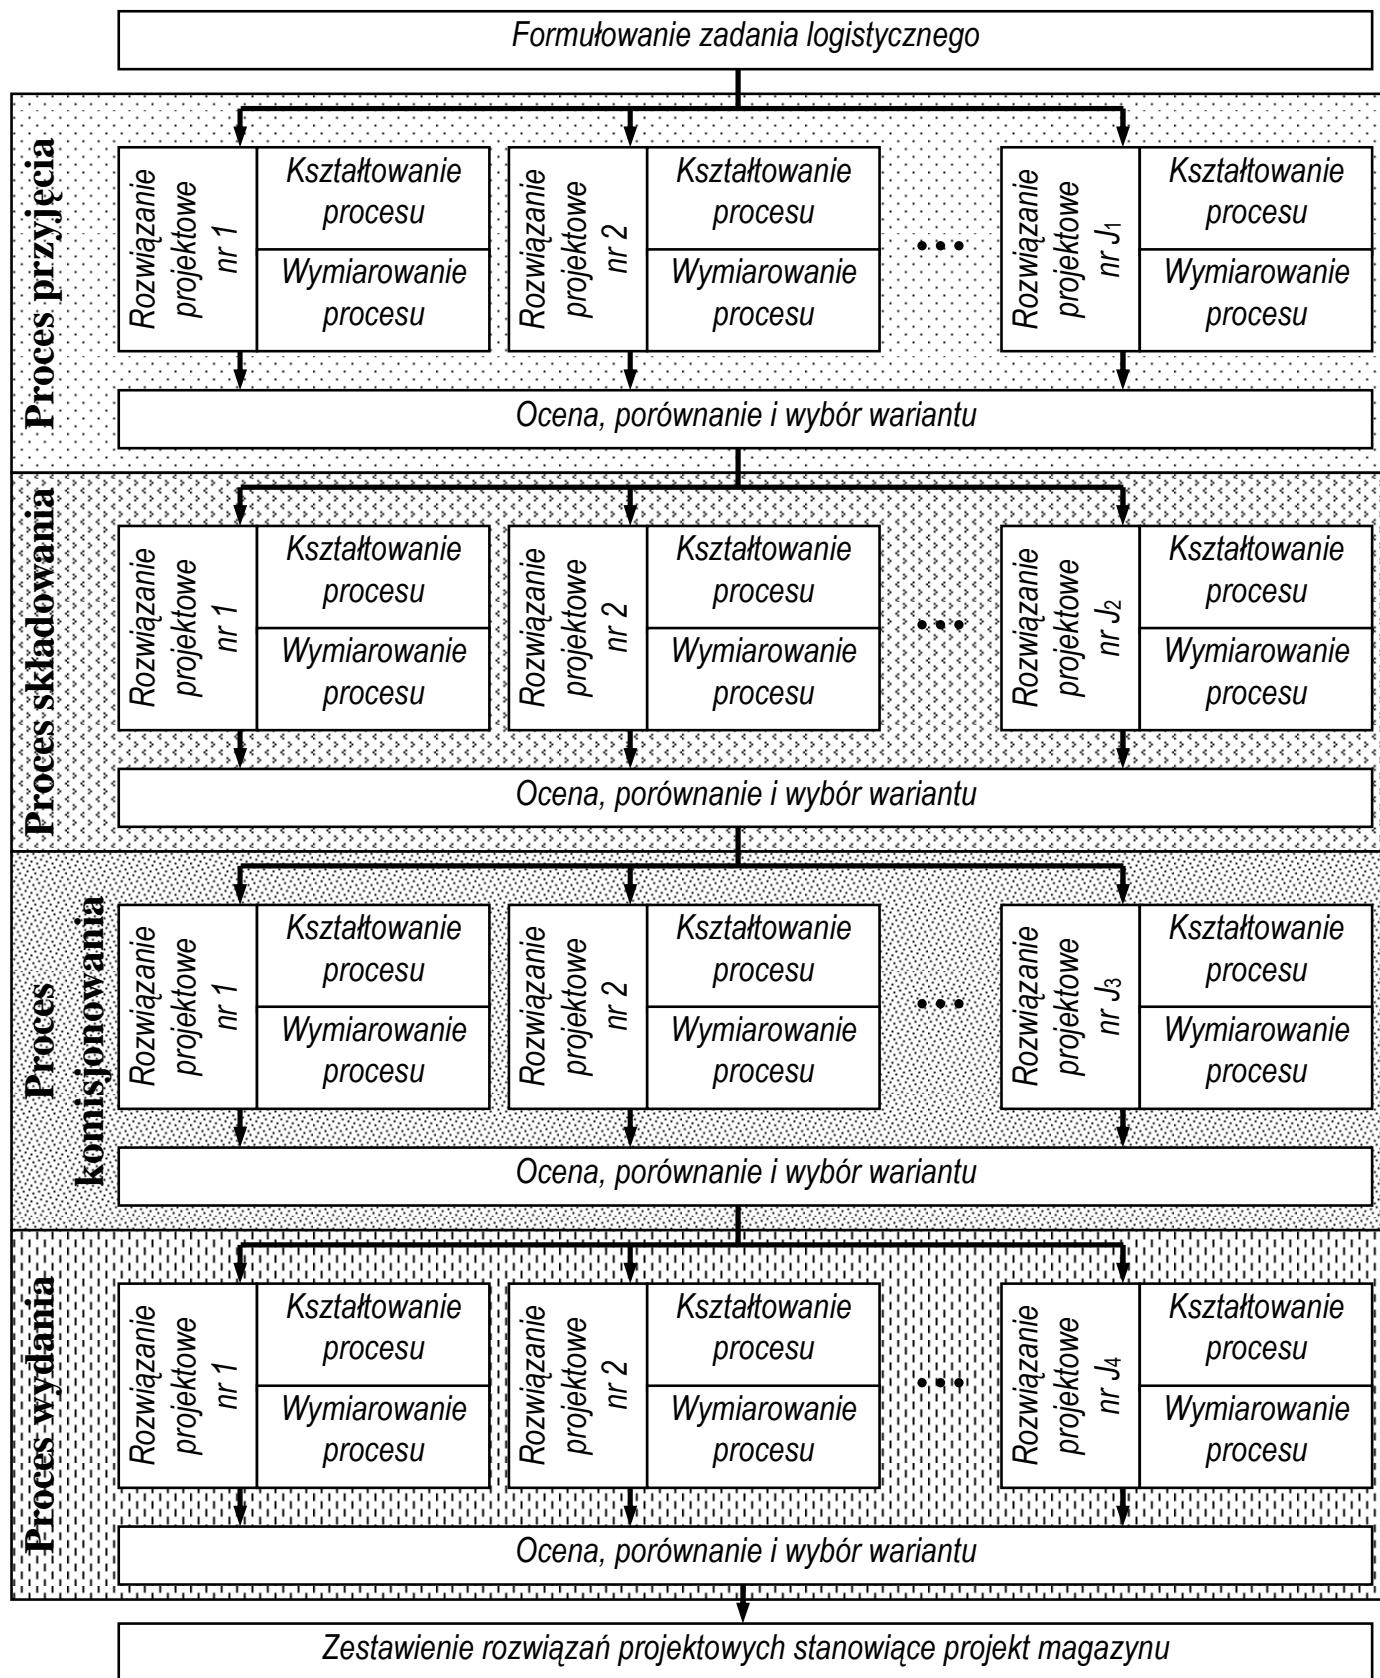 Formułowanie zadania logistycznego
Proces przyjęcia
Rozwiązanie
projektowe
nr 1
Kształtowanie
procesu
Wymiarowanie
procesu
Rozwiązanie
projektowe
nr 2
Kształtowanie
procesu
Wymiarowanie
procesu
...
Rozwiązanie
projektowe
nr J₁
Kształtowanie
procesu
Wymiarowanie
procesu
Ocena, porównanie i wybór wariantu
Proces składowania
Rozwiązanie
projektowe
nr 1
Kształtowanie
procesu
Wymiarowanie
procesu
Rozwiązanie
projektowe
nr 2
Kształtowanie
procesu
Wymiarowanie
procesu
...
Rozwiązanie
projektowe
nr J₂
Kształtowanie
procesu
Wymiarowanie
procesu
Ocena, porównanie i wybór wariantu
Proces
komisjonowania
Rozwiązanie
projektowe
nr 1
Kształtowanie
procesu
Wymiarowanie
procesu
Rozwiązanie
projektowe
nr 2
Kształtowanie
procesu
Wymiarowanie
procesu
...
Rozwiązanie
projektowe
nr J₃
Kształtowanie
procesu
Wymiarowanie
procesu
Ocena, porównanie i wybór wariantu
Proces wydania
Rozwiązanie
projektowe
nr 1
Kształtowanie
procesu
Wymiarowanie
procesu
Rozwiązanie
projektowe
nr 2
Kształtowanie
procesu
Wymiarowanie
procesu
...
Rozwiązanie
projektowe
nr J₄
Kształtowanie
procesu
Wymiarowanie
procesu
Ocena, porównanie i wybór wariantu
Zestawienie rozwiązań projektowych stanowiące projekt magazynu